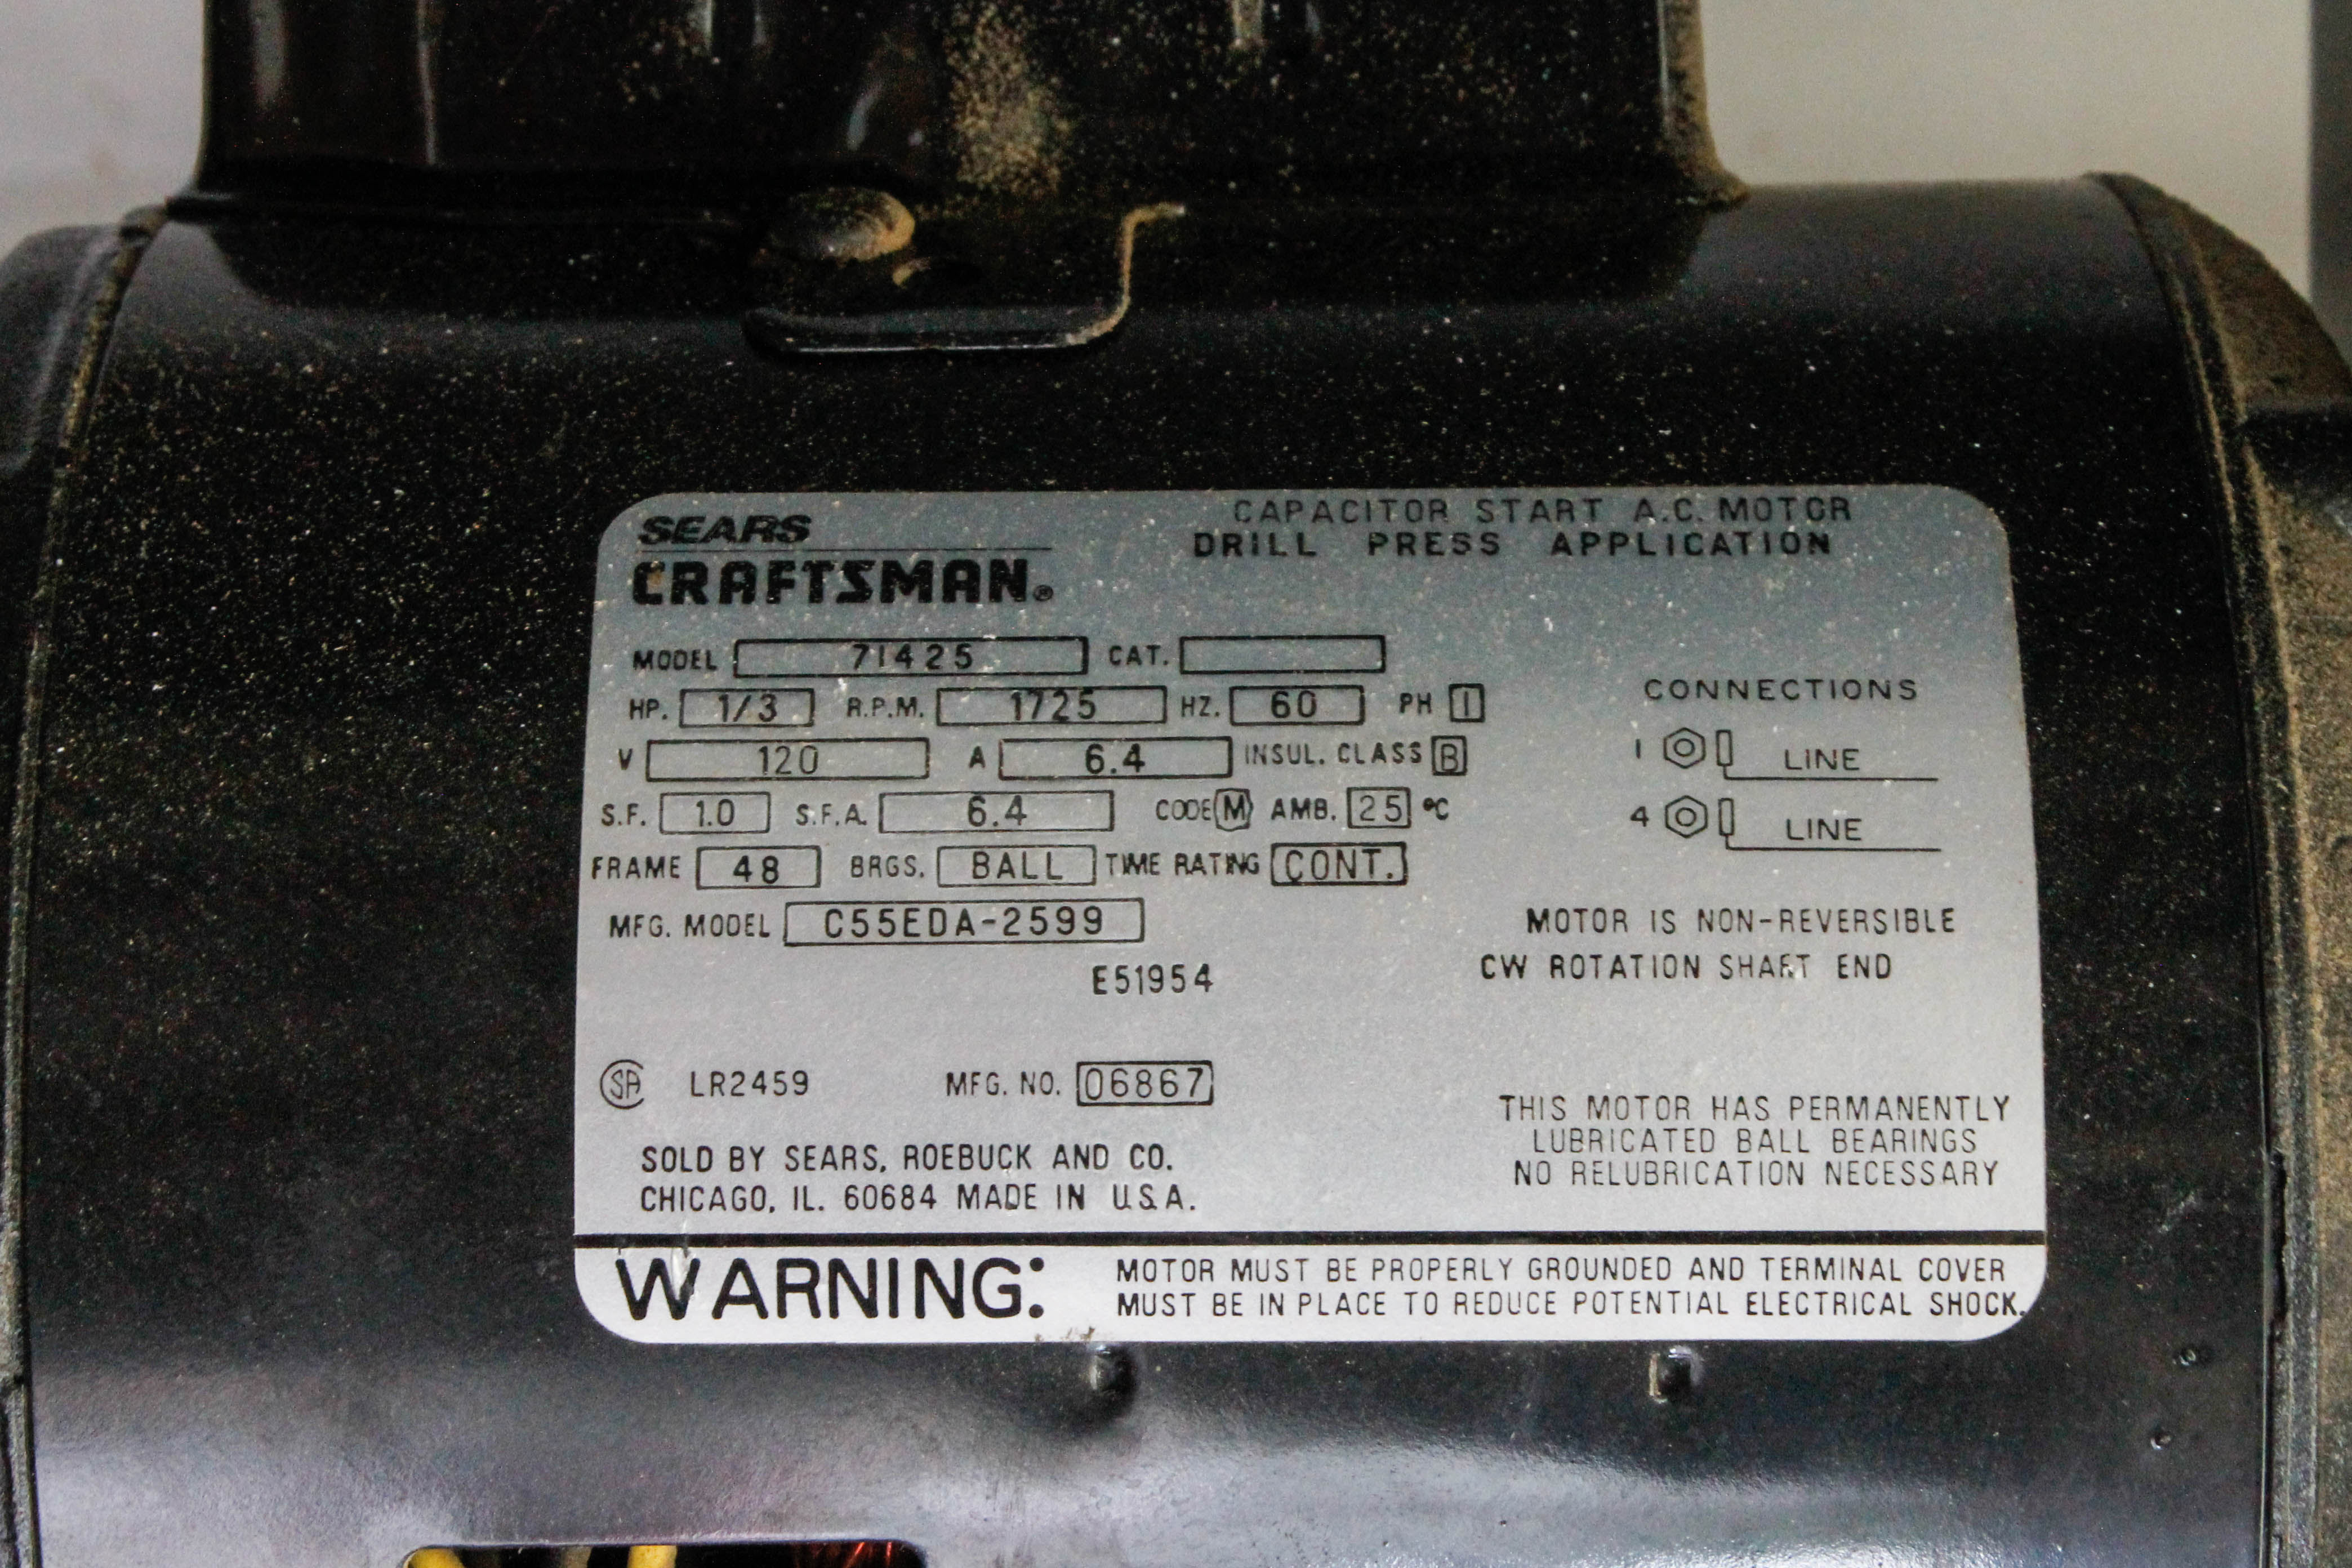 SEARS
CRAFTSMAN®
CAPACITOR START A.C. MOTOR
DRILL PRESS APPLICATION
MODEL 71425 CAT.
HP. 1/3 R.P.M. 1725 HZ. 60 PH 1
V 120 A 6.4 INSUL. CLASS B
S.F. 1.0 S.F.A. 6.4 CODE M AMB. 25 °C
FRAME 48 BRGS. BALL TIME RATING CONT.
MFG. MODEL C55EDA-2599
E51954
SA LR2459 MFG. NO. 06867
SOLD BY SEARS, ROEBUCK AND CO.
CHICAGO, IL. 60684 MADE IN U.S.A.
CONNECTIONS
1 LINE
4 LINE
MOTOR IS NON-REVERSIBLE
CW ROTATION SHAFT END
THIS MOTOR HAS PERMANENTLY
LUBRICATED BALL BEARINGS
NO RELUBRICATION NECESSARY
WARNING: MOTOR MUST BE PROPERLY GROUNDED AND TERMINAL COVER
MUST BE IN PLACE TO REDUCE POTENTIAL ELECTRICAL SHOCK.